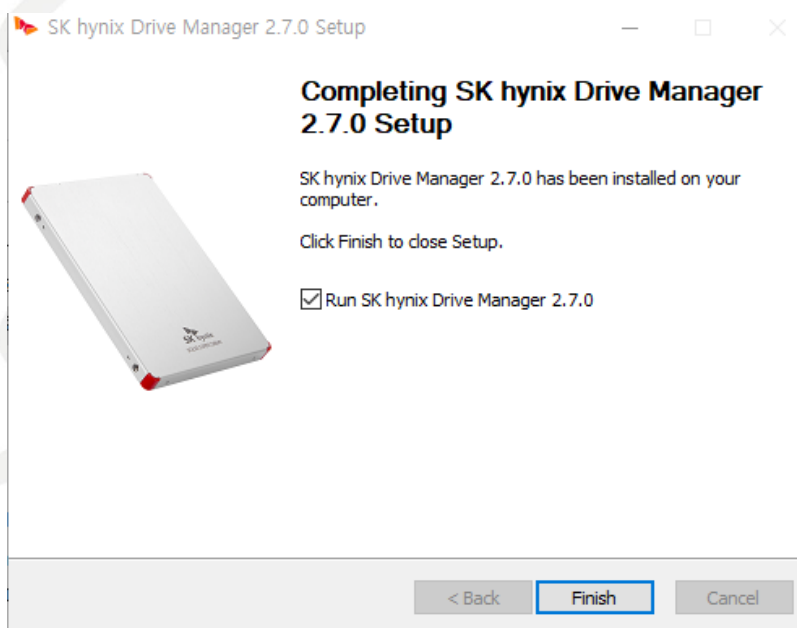 SK hynix Drive Manager 2.7.0 Setup
Completing SK hynix Drive Manager
2.7.0 Setup
SK hynix Drive Manager 2.7.0 has been installed on your
computer.
Click Finish to close Setup.
Run SK hynix Drive Manager 2.7.0
SK hynix
< Back
Finish
Cancel